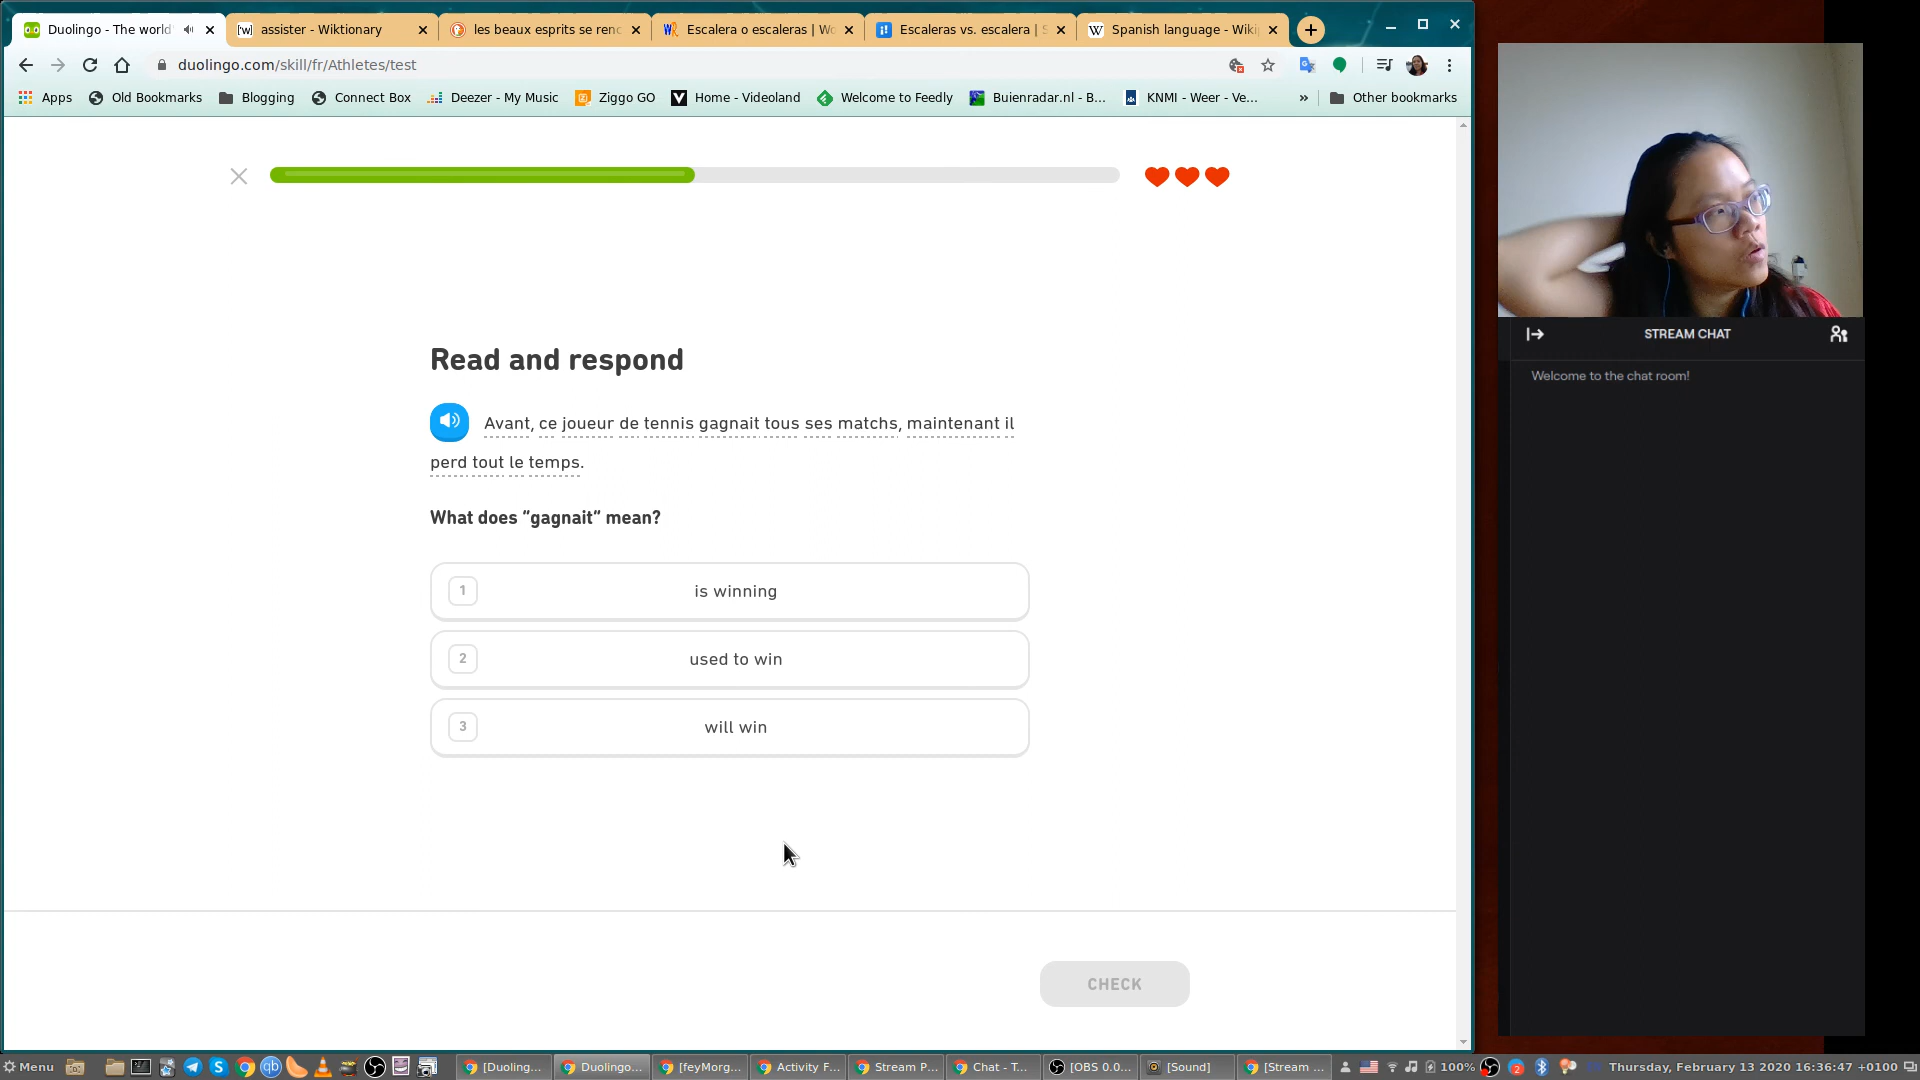 Duolingo - The world'
assister - Wiktionary
les beaux esprits se renc
Escalera o escaleras | Wo
Escaleras vs. escalera | S
Spanish language - Wiki
duolingo.com/skill/fr/Athletes/test
Apps
Old Bookmarks
Blogging
Connect Box
Deezer - My Music
Ziggo GO
Home - Videoland
Welcome to Feedly
Buienradar.nl - B...
KNMI - Weer - Ve...
»
Other bookmarks
Read and respond
Avant, ce joueur de tennis gagnait tous ses matchs, maintenant il
perd tout le temps.
What does “gagnait“ mean?
1 is winning
2 used to win
3 will win
CHECK
STREAM CHAT
Welcome to the chat room!
Menu
[Duoling...
Duolingo...
[feyMorg...
Activity F...
Stream P...
Chat - T...
[OBS 0.0...
[Sound]
[Stream ...
100%
2
Thursday, February 13 2020 16:36:47 +0100